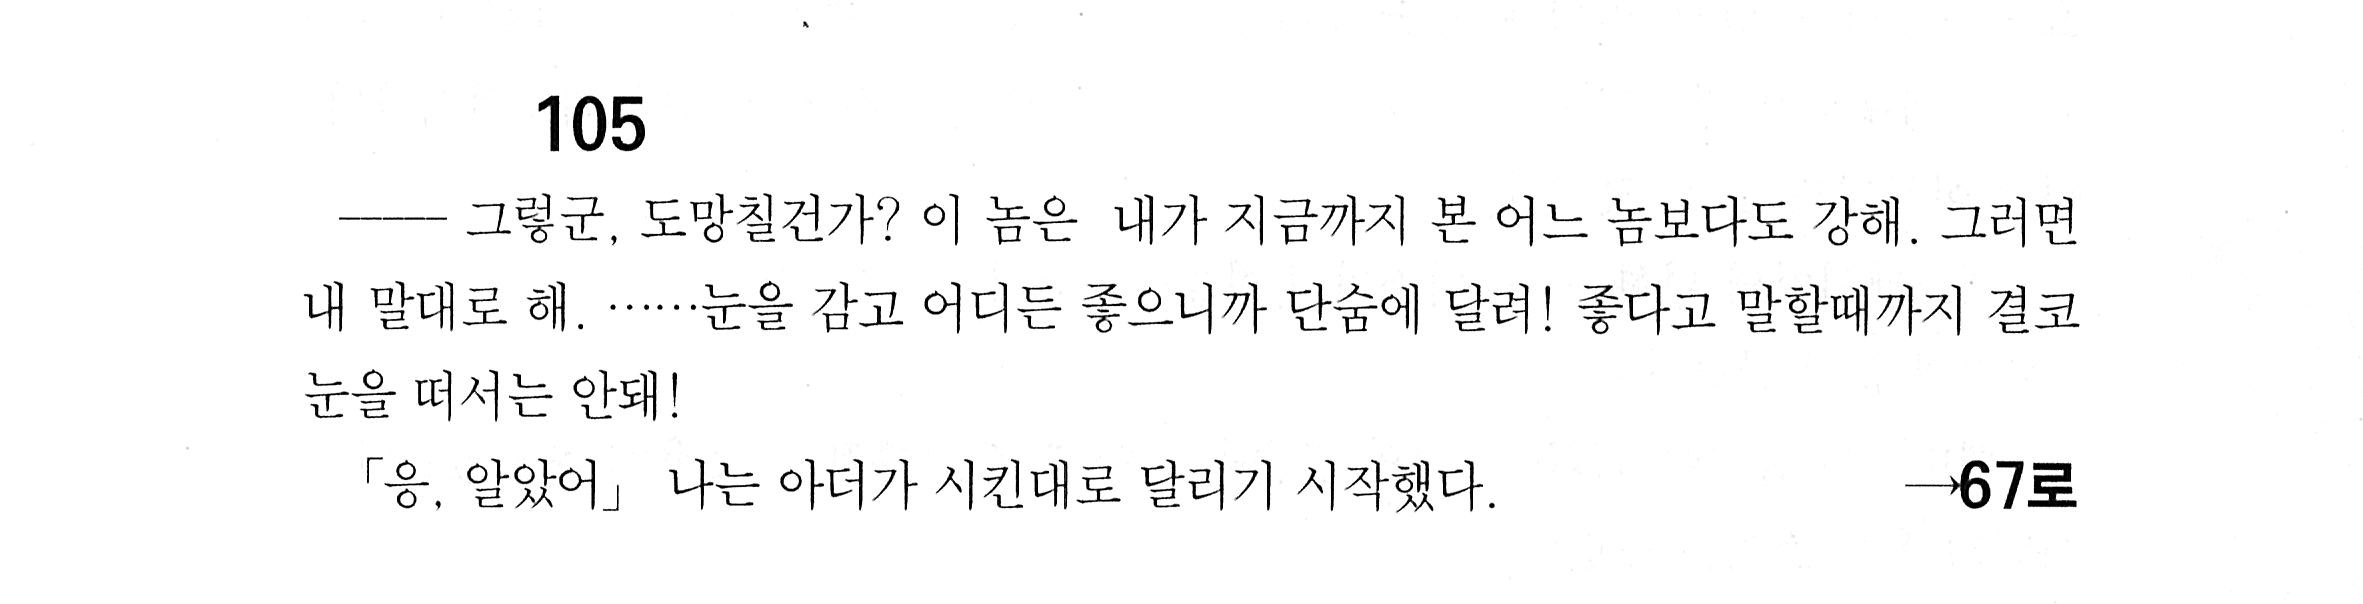 105
—— 그렇군, 도망칠건가? 이 놈은 내가 지금까지 본 어느 놈보다도 강해. 그러면
내 말대로 해. ……눈을 감고 어디든 좋으니까 단숨에 달려! 좋다고 말할때까지 결코
눈을 떠서는 안돼!
「응, 알았어」 나는 아더가 시킨대로 달리기 시작했다. →67로